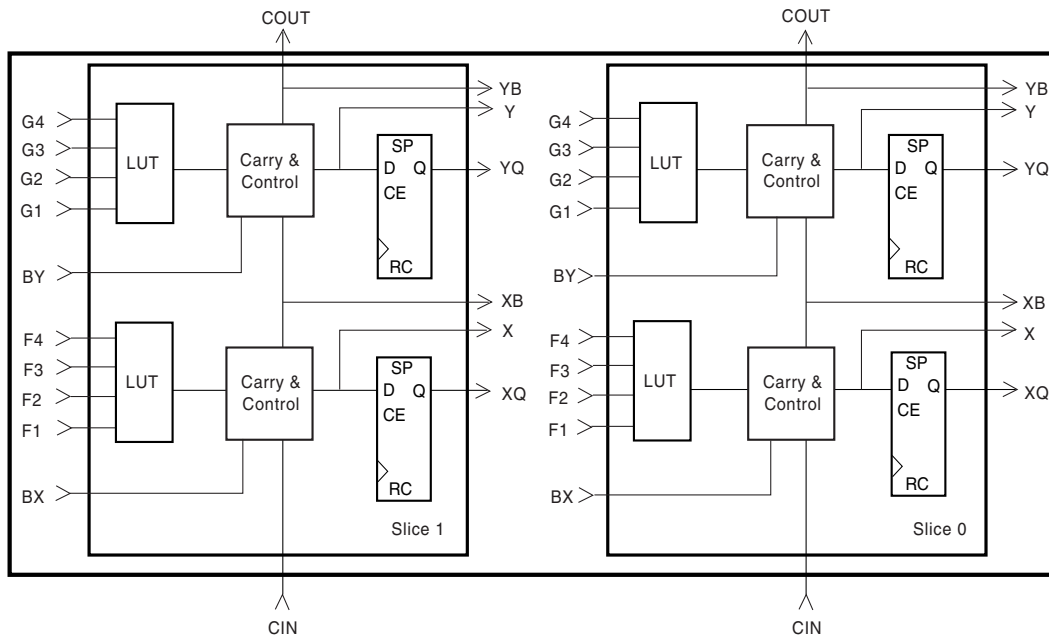 COUT
YB
Y
G4
G3
G2
G1
LUT
Carry &
Control
SP
D Q
CE
RC
YQ
BY
XB
X
F4
F3
F2
F1
LUT
Carry &
Control
SP
D Q
CE
RC
XQ
BX
Slice 1
CIN
COUT
YB
Y
G4
G3
G2
G1
LUT
Carry &
Control
SP
D Q
CE
RC
YQ
BY
XB
X
F4
F3
F2
F1
LUT
Carry &
Control
SP
D Q
CE
RC
XQ
BX
Slice 0
CIN